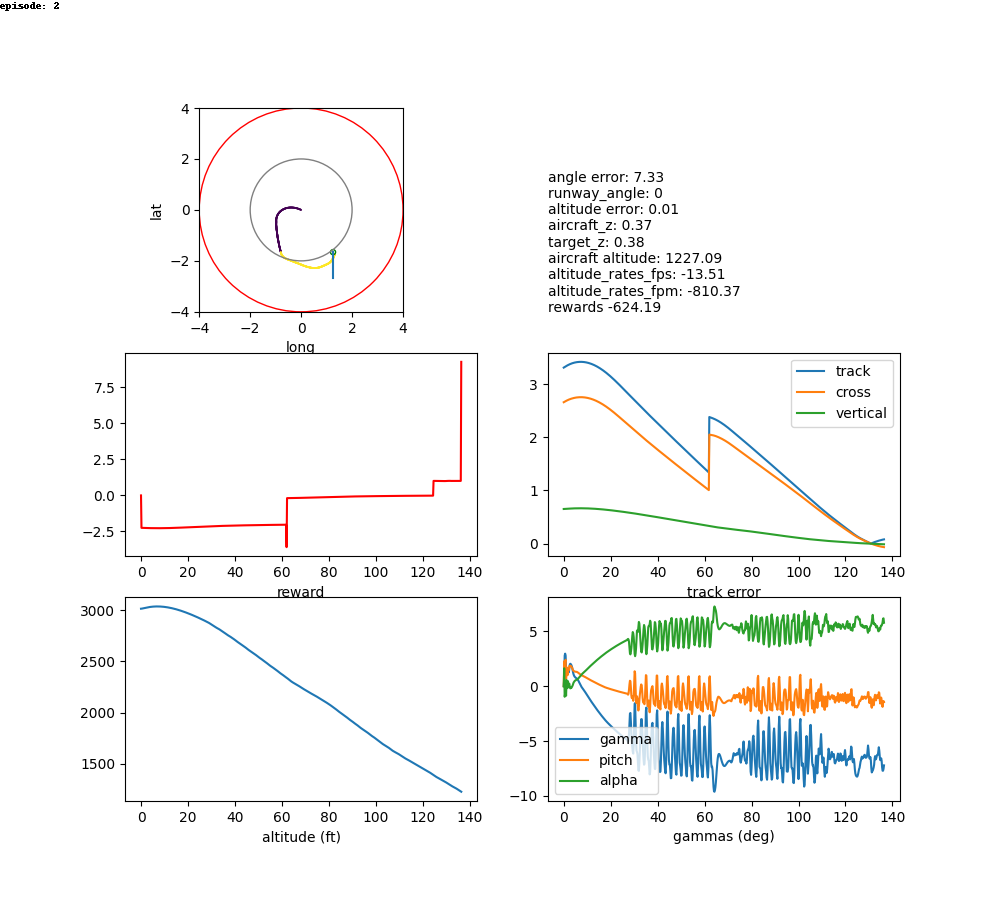 episode: 2
4
2
0
−2
−4
lat
−4 −2 0 2 4
long
angle error: 7.33
runway_angle: 0
altitude error: 0.01
aircraft_z: 0.37
target_z: 0.38
aircraft altitude: 1227.09
altitude_rates_fps: -13.51
altitude_rates_fpm: -810.37
rewards -624.19
7.5
5.0
2.5
0.0
−2.5
0 20 40 60 80 100 120 140
reward
3
2
1
0
track
cross
vertical
0 20 40 60 80 100 120 140
track error
3000
2500
2000
1500
0 20 40 60 80 100 120 140
altitude (ft)
5
0
−5
−10
gamma
pitch
alpha
0 20 40 60 80 100 120 140
gammas (deg)